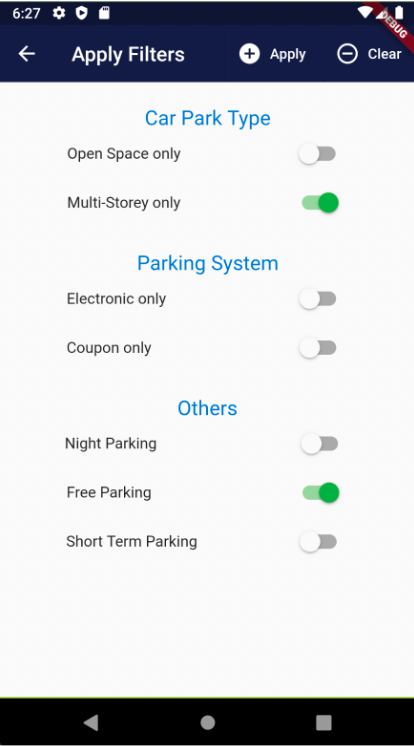 6:27
DEBUG
Apply Filters
Apply
Clear
Car Park Type
Open Space only
Multi-Storey only
Parking System
Electronic only
Coupon only
Others
Night Parking
Free Parking
Short Term Parking